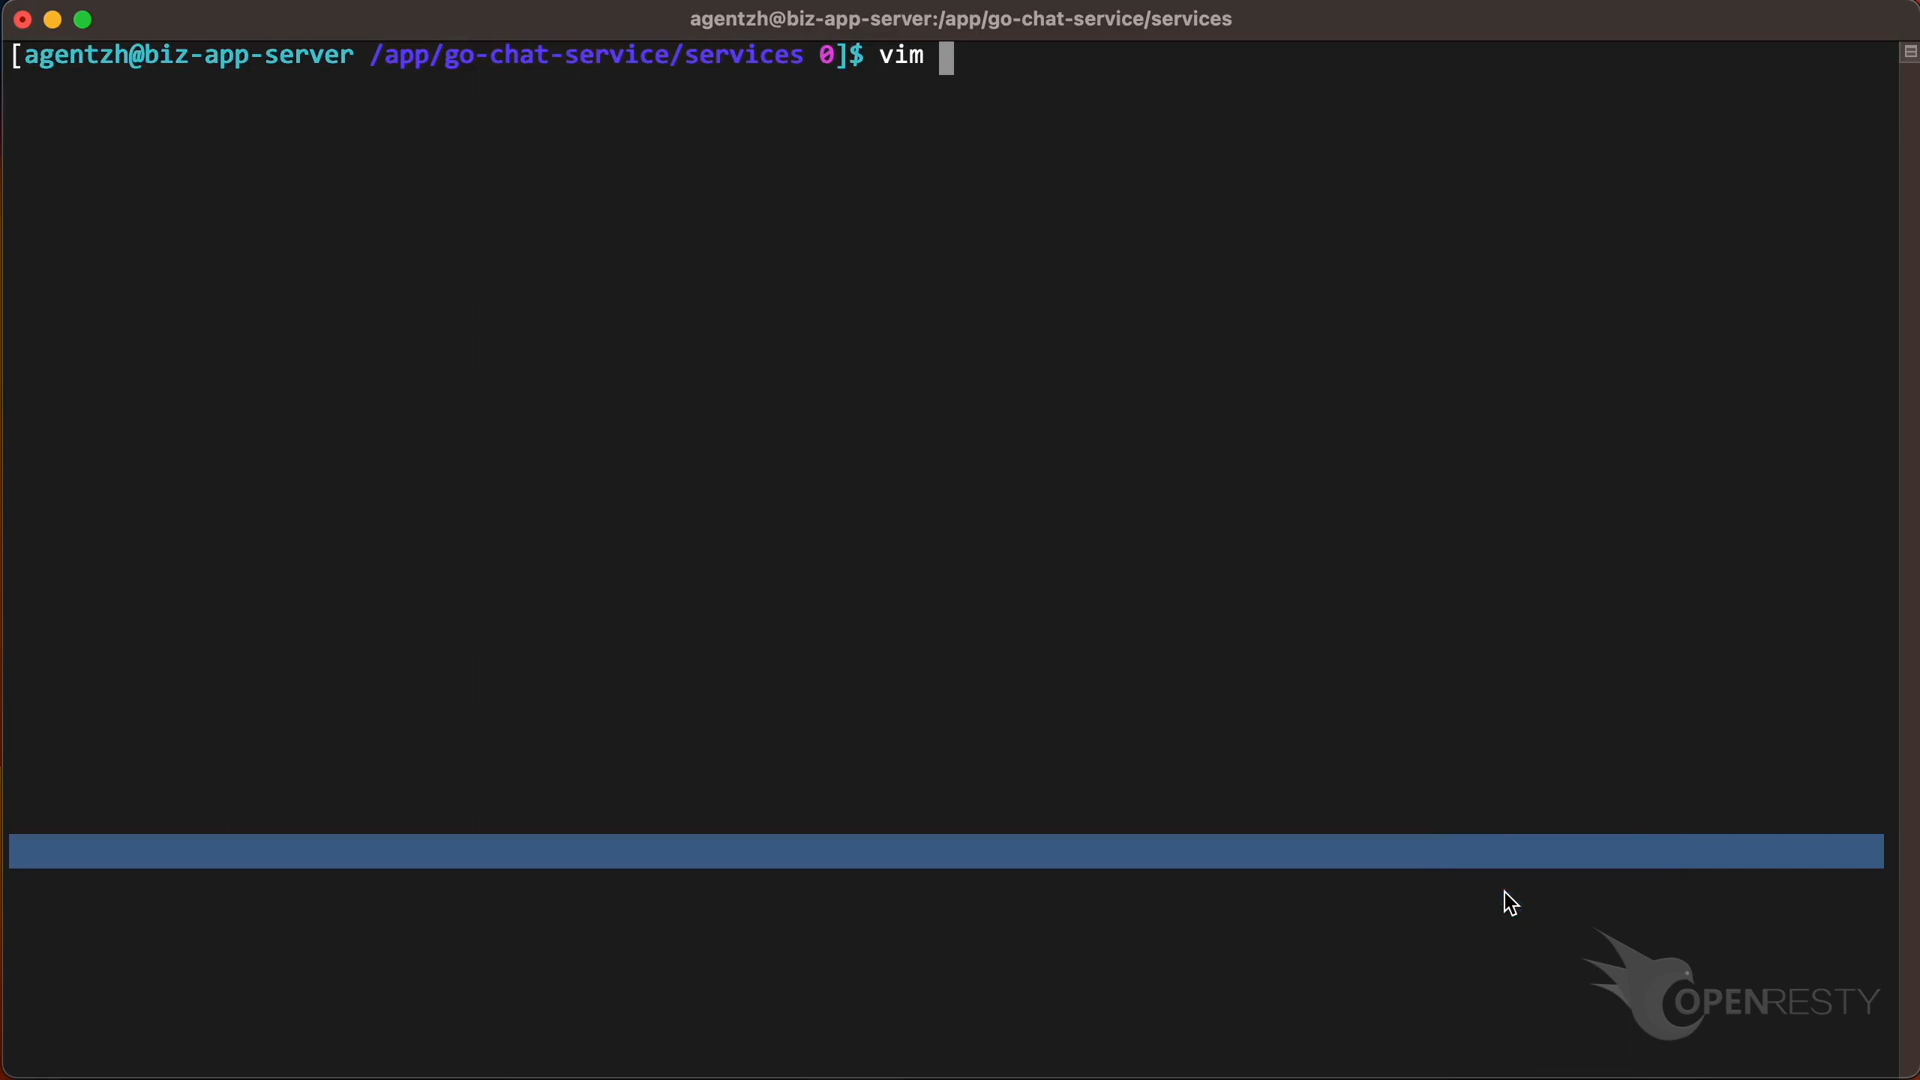 agentzh@biz-app-server:/app/go-chat-service/services
[agentzh@biz-app-server /app/go-chat-service/services 0]$ vim
OPENRESTY